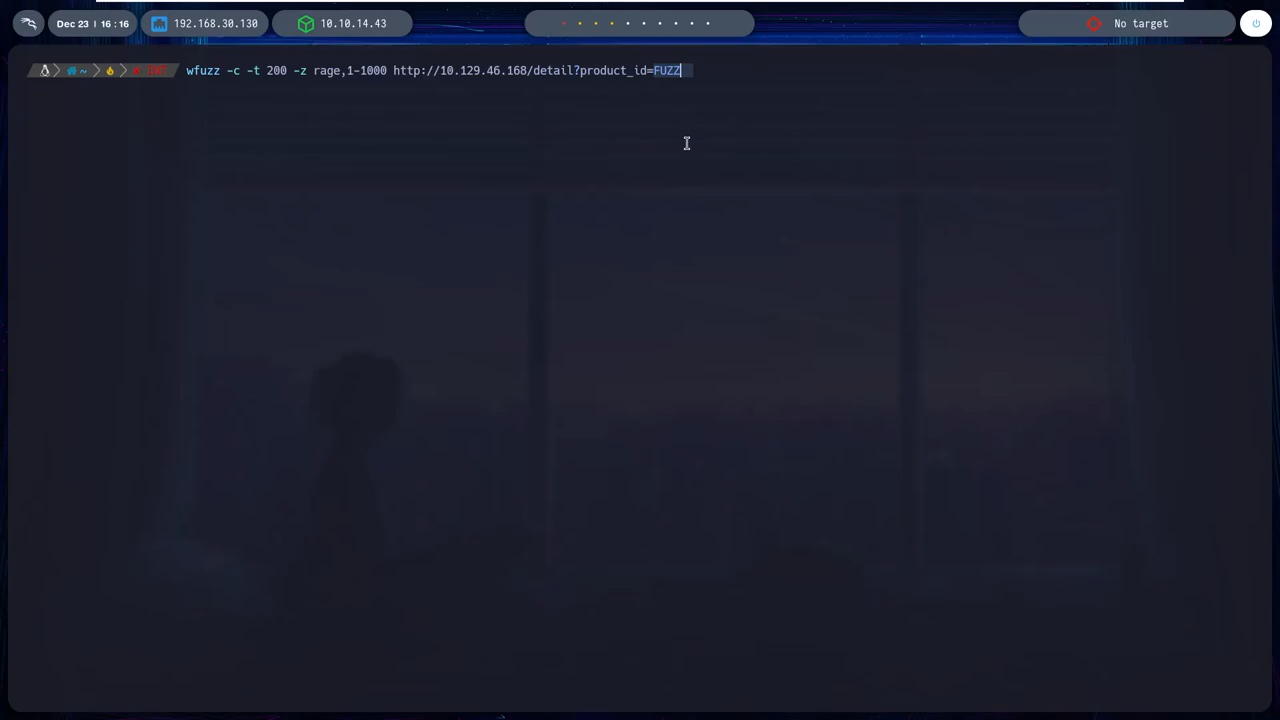 Dec 23 | 16:16 192.168.30.130 10.10.14.43 No target
~ wfuzz -c -t 200 -z rage,1-1000 http://10.129.46.168/detail?product_id=FUZZ